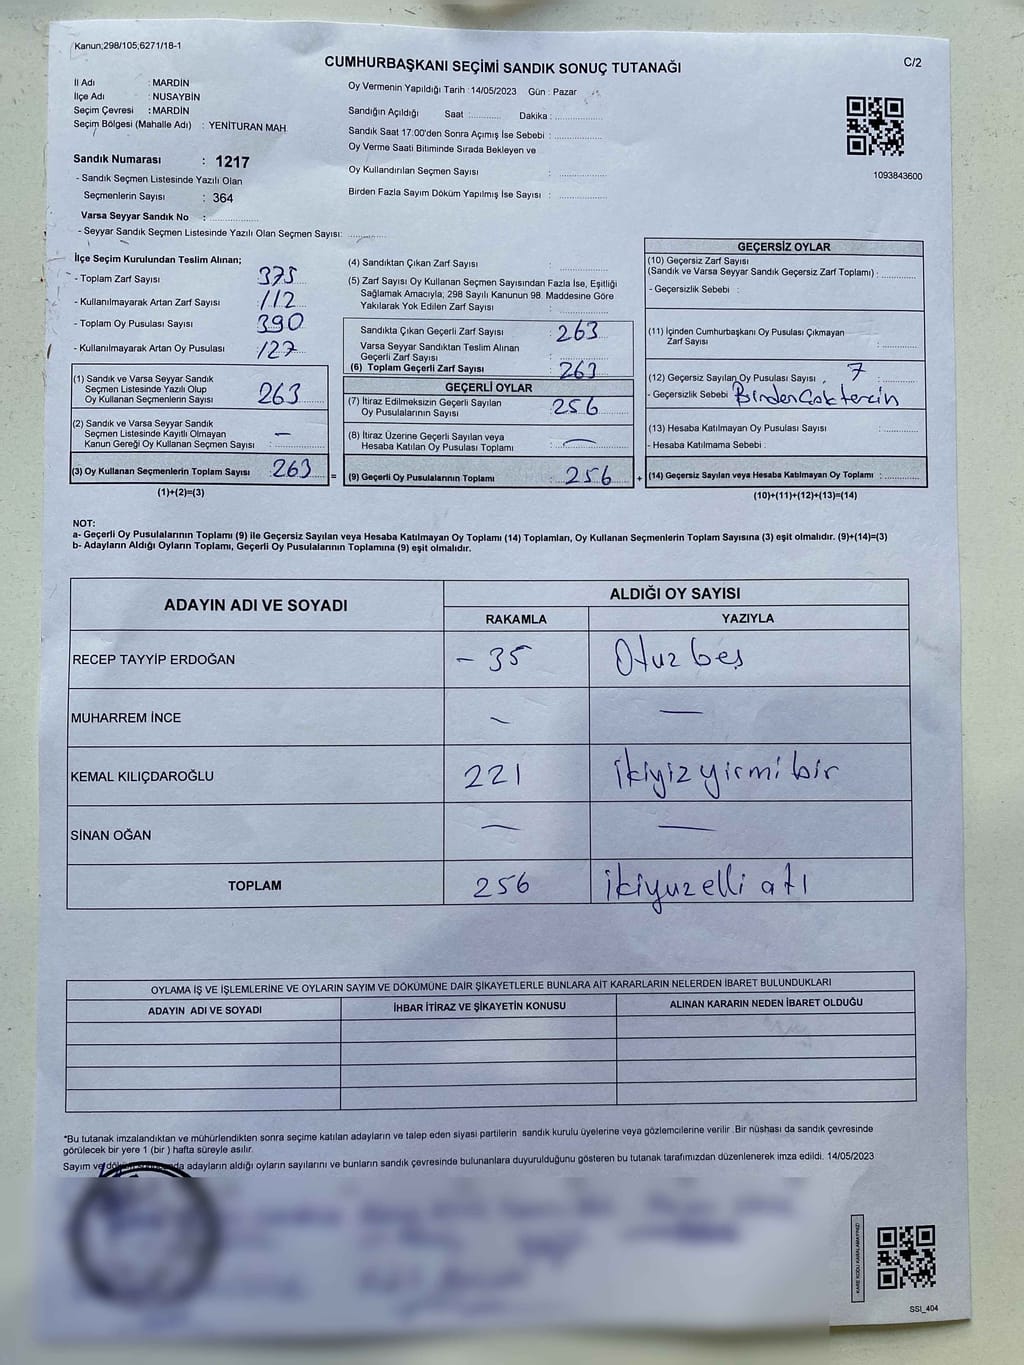 Kanun;298/105;6271/18-1
CUMHURBAŞKANI SEÇİMİ SANDIK SONUÇ TUTANAĞI
C/2
İl Adı : MARDİN
İlçe Adı : NUSAYBİN
Seçim Çevresi : MARDİN
Seçim Bölgesi (Mahalle Adı) : YENİTURAN MAH
Sandık Numarası : 1217
- Sandık Seçmen Listesinde Yazılı Olan
Seçmenlerin Sayısı : 364
Varsa Seyyar Sandık No : ............
- Seyyar Sandık Seçmen Listesinde Yazılı Olan Seçmen Sayısı: ............
Oy Vermenin Yapıldığı Tarih : 14/05/2023 Gün : Pazar
Sandığın Açıldığı Saat ............ Dakika : ............
Sandık Saat 17.00'den Sonra Açımış İse Sebebi : ............
Oy Verme Saati Bitiminde Sırada Bekleyen ve
Oy Kullandırılan Seçmen Sayısı : ............
Birden Fazla Sayım Döküm Yapılmış İse Sayısı : ............
1093843600
İlçe Seçim Kurulundan Teslim Alınan;
- Toplam Zarf Sayısı 375
- Kullanılmayarak Artan Zarf Sayısı 112
- Toplam Oy Pusulası Sayısı 390
- Kullanılmayarak Artan Oy Pusulası 127
(1) Sandık ve Varsa Seyyar Sandık
Seçmen Listesinde Yazılı Olup
Oy Kullanan Seçmenlerin Sayısı 263
(2) Sandık ve Varsa Seyyar Sandık
Seçmen Listesinde Kayıtlı Olmayan
Kanun Gereği Oy Kullanan Seçmen Sayısı : —
(3) Oy Kullanan Seçmenlerin Toplam Sayısı : 263 =
(1)+(2)=(3)
(4) Sandıktan Çıkan Zarf Sayısı : ............
(5) Zarf Sayısı Oy Kullanan Seçmen Sayısından Fazla İse, Eşitliği
Sağlamak Amacıyla; 298 Sayılı Kanunun 98. Maddesine Göre
Yakılarak Yok Edilen Zarf Sayısı : ............
Sandıkta Çıkan Geçerli Zarf Sayısı : 263
Varsa Seyyar Sandıktan Teslim Alınan
Geçerli Zarf Sayısı : ............
(6) Toplam Geçerli Zarf Sayısı : 263
GEÇERLİ OYLAR
(7) İtiraz Edilmeksizin Geçerli Sayılan
Oy Pusulalarının Sayısı : 256
(8) İtiraz Üzerine Geçerli Sayılan veya
Hesaba Katılan Oy Pusulası Toplamı : —
(9) Geçerli Oy Pusulalarının Toplamı : 256 +
GEÇERSİZ OYLAR
(10) Geçersiz Zarf Sayısı
(Sandık ve Varsa Seyyar Sandık Geçersiz Zarf Toplamı) : ............
- Geçersizlik Sebebi :
(11) İçinden Cumhurbaşkanı Oy Pusulası Çıkmayan
Zarf Sayısı : ............
(12) Geçersiz Sayılan Oy Pusulası Sayısı : 7
- Geçersizlik Sebebi : Birden Çok tercih
(13) Hesaba Katılmayan Oy Pusulası Sayısı : ............
- Hesaba Katılmama Sebebi :
(14) Geçersiz Sayılan veya Hesaba Katılmayan Oy Toplamı : ............
(10)+(11)+(12)+(13)=(14)
NOT:
a- Geçerli Oy Pusulalarının Toplamı (9) ile Geçersiz Sayılan veya Hesaba Katılmayan Oy Toplamı (14) Toplamları, Oy Kullanan Seçmenlerin Toplam Sayısına (3) eşit olmalıdır. (9)+(14)=(3)
b- Adayların Aldığı Oyların Toplamı, Geçerli Oy Pusulalarının Toplamına (9) eşit olmalıdır.
ADAYIN ADI VE SOYADI
ALDIĞI OY SAYISI
RAKAMLA YAZIYLA
RECEP TAYYİP ERDOĞAN - 35 Otuz beş
MUHARREM İNCE — —
KEMAL KILIÇDAROĞLU 221 ikiyiz yirmi bir
SİNAN OĞAN — —
TOPLAM 256 ikiyuz elli atı
OYLAMA İŞ VE İŞLEMLERİNE VE OYLARIN SAYIM VE DÖKÜMÜNE DAİR ŞİKAYETLERLE BUNLARA AİT KARARLARIN NELERDEN İBARET BULUNDUKLARI
ADAYIN ADI VE SOYADI İHBAR İTİRAZ VE ŞİKAYETİN KONUSU ALINAN KARARIN NEDEN İBARET OLDUĞU
*Bu tutanak imzalandıktan ve mühürlendikten sonra seçime katılan adayların ve talep eden siyasi partilerin sandık kurulu üyelerine veya gözlemcilerine verilir .Bir nüshası da sandık çevresinde
görülecek bir yere 1 (bir ) hafta süreyle asılır.
Sayım ve döküm sonucunda adayların aldığı oyların sayılarını ve bunların sandık çevresinde bulunanlara duyurulduğunu gösteren bu tutanak tarafımızdan düzenlenerek imza edildi. 14/05/2023
KARE KODU KARALAMAYINIZ!
SSI_404